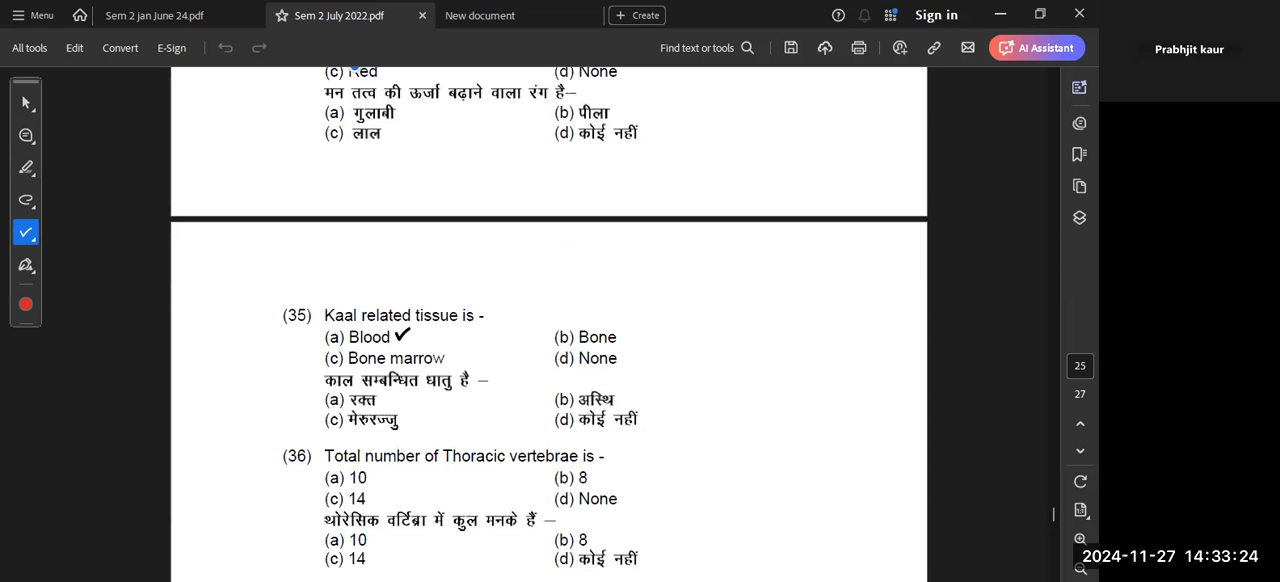 Menu
Sem 2 jan June 24.pdf
Sem 2 July 2022.pdf
New document
Create
Sign in
All tools
Edit
Convert
E-Sign
Find text or tools
AI Assistant
Prabhjit kaur
(c) Red (d) None
मन तत्व की ऊर्जा बढ़ाने वाला रंग है–
(a) गुलाबी (b) पीला
(c) लाल (d) कोई नहीं
(35) Kaal related tissue is -
(a) Blood ✓ (b) Bone
(c) Bone marrow (d) None
काल सम्बन्धित धातु है –
(a) रक्त (b) अस्थि
(c) मेरुरज्जु (d) कोई नहीं
(36) Total number of Thoracic vertebrae is -
(a) 10 (b) 8
(c) 14 (d) None
थोरेसिक वर्टिब्रा में कुल मनके हैं –
(a) 10 (b) 8
(c) 14 (d) कोई नहीं
25
27
2024-11-27 14:33:24